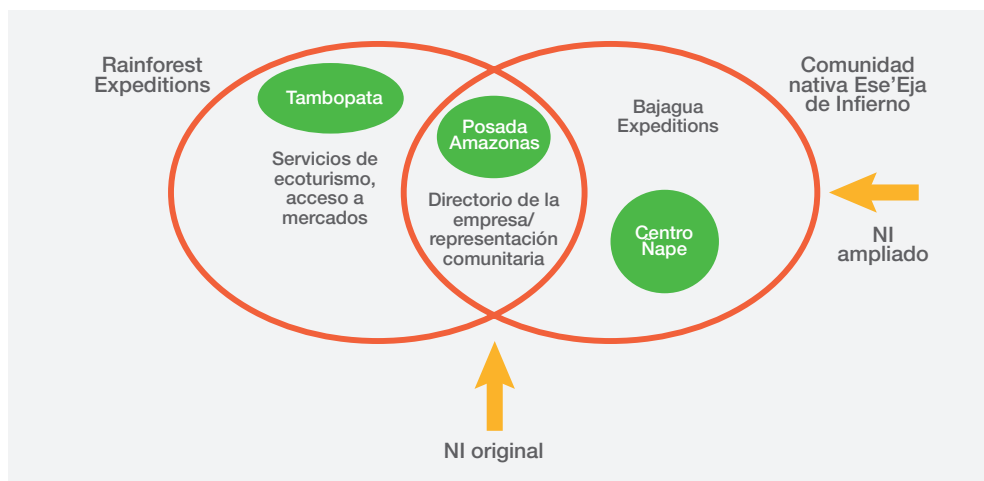 Rainforest
Expeditions
Tambopata
Servicios de
ecoturismo,
acceso a
mercados
Posada
Amazonas
Directorio de la
empresa/
representación
comunitaria
Bajagua
Expeditions
Centro
Ñape
Comunidad
nativa Ese’Eja
de Infierno
NI
ampliado
NI original